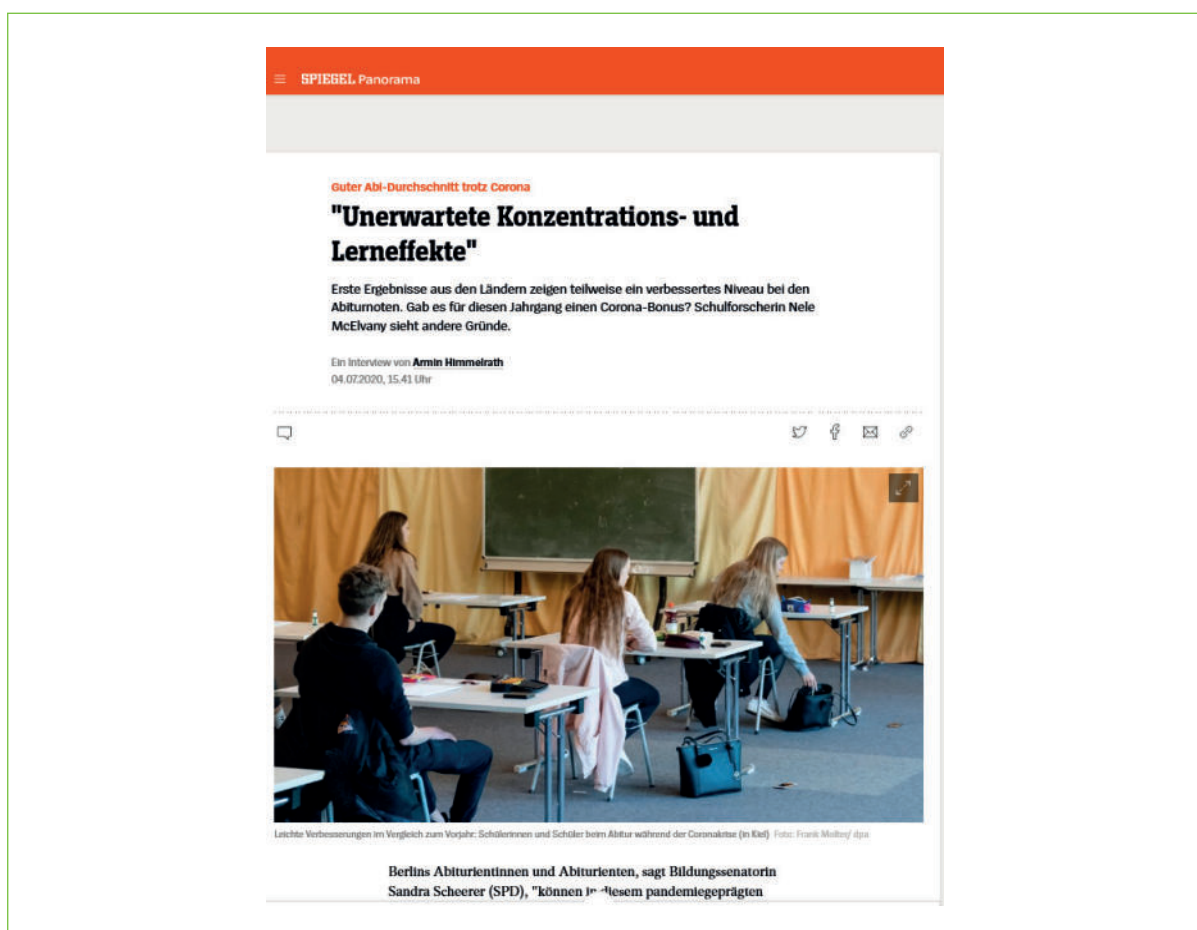 SPIEGEL Panorama
Guter Abi-Durchschnitt trotz Corona
"Unerwartete Konzentrations- und
Lerneffekte"
Erste Ergebnisse aus den Ländern zeigen teilweise ein verbessertes Niveau bei den
Abiturnoten. Gab es für diesen Jahrgang einen Corona-Bonus? Schulforscherin Nele
McElvany sieht andere Gründe.
Ein Interview von Armin Himmelrath
04.07.2020, 15.41 Uhr
Leichte Verbesserungen im Vergleich zum Vorjahr: Schülerinnen und Schüler beim Abitur während der Coronakrise (in Kiel) Foto: Frank Molter/ dpa
Berlins Abiturientinnen und Abiturienten, sagt Bildungssenatorin
Sandra Scheerer (SPD), "können in diesem pandemiegeprägten